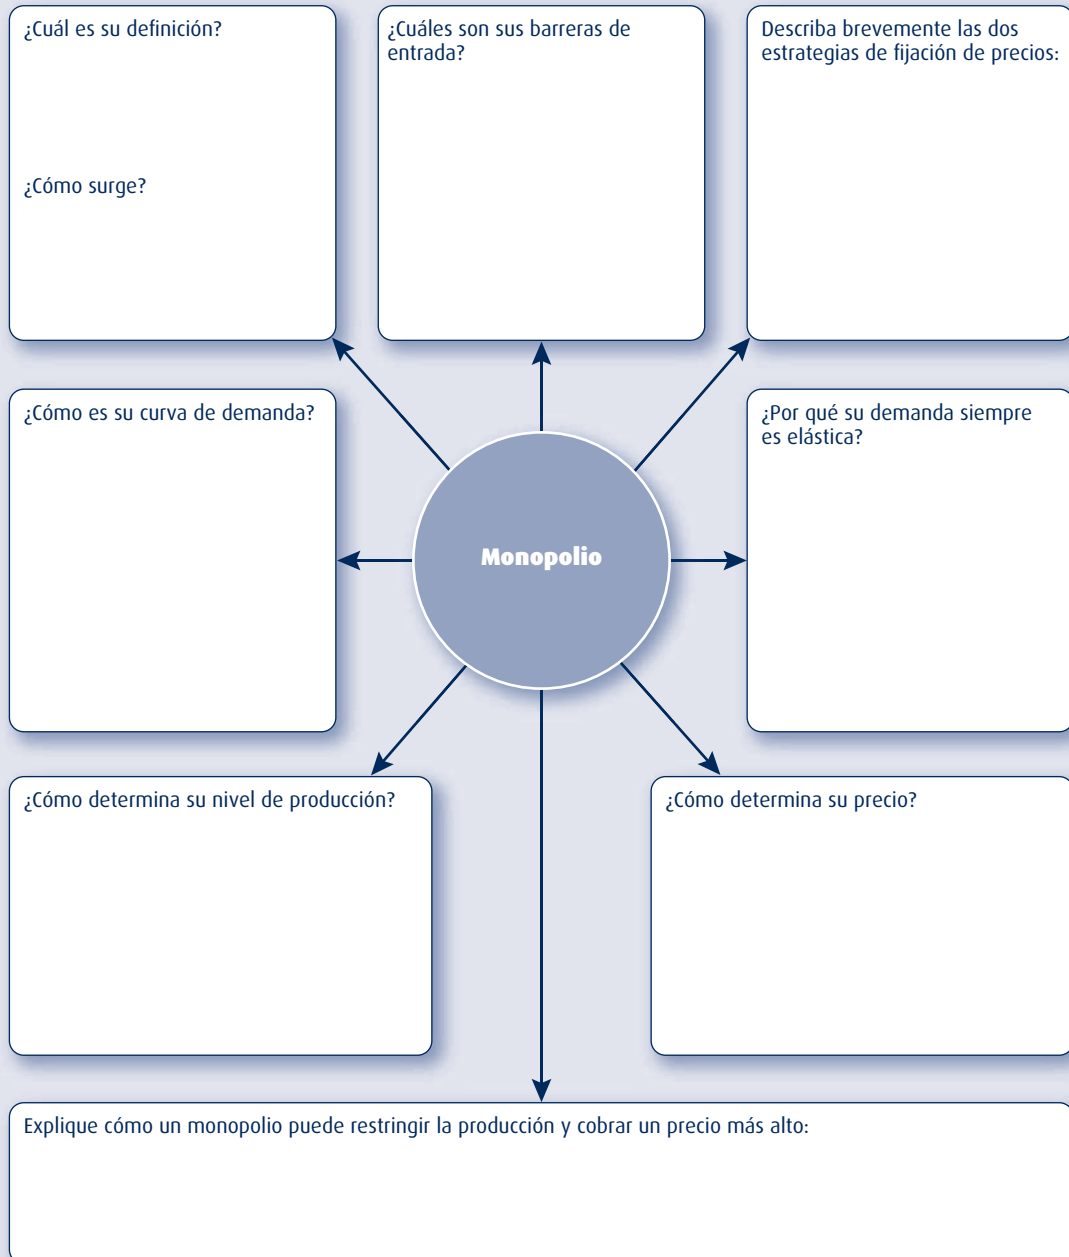 ¿Cuál es su definición?
¿Cómo surge?
¿Cuáles son sus barreras de
entrada?
Describa brevemente las dos
estrategias de fijación de precios:
¿Cómo es su curva de demanda?
Monopolio
¿Por qué su demanda siempre
es elástica?
¿Cómo determina su nivel de producción?
¿Cómo determina su precio?
Explique cómo un monopolio puede restringir la producción y cobrar un precio más alto: